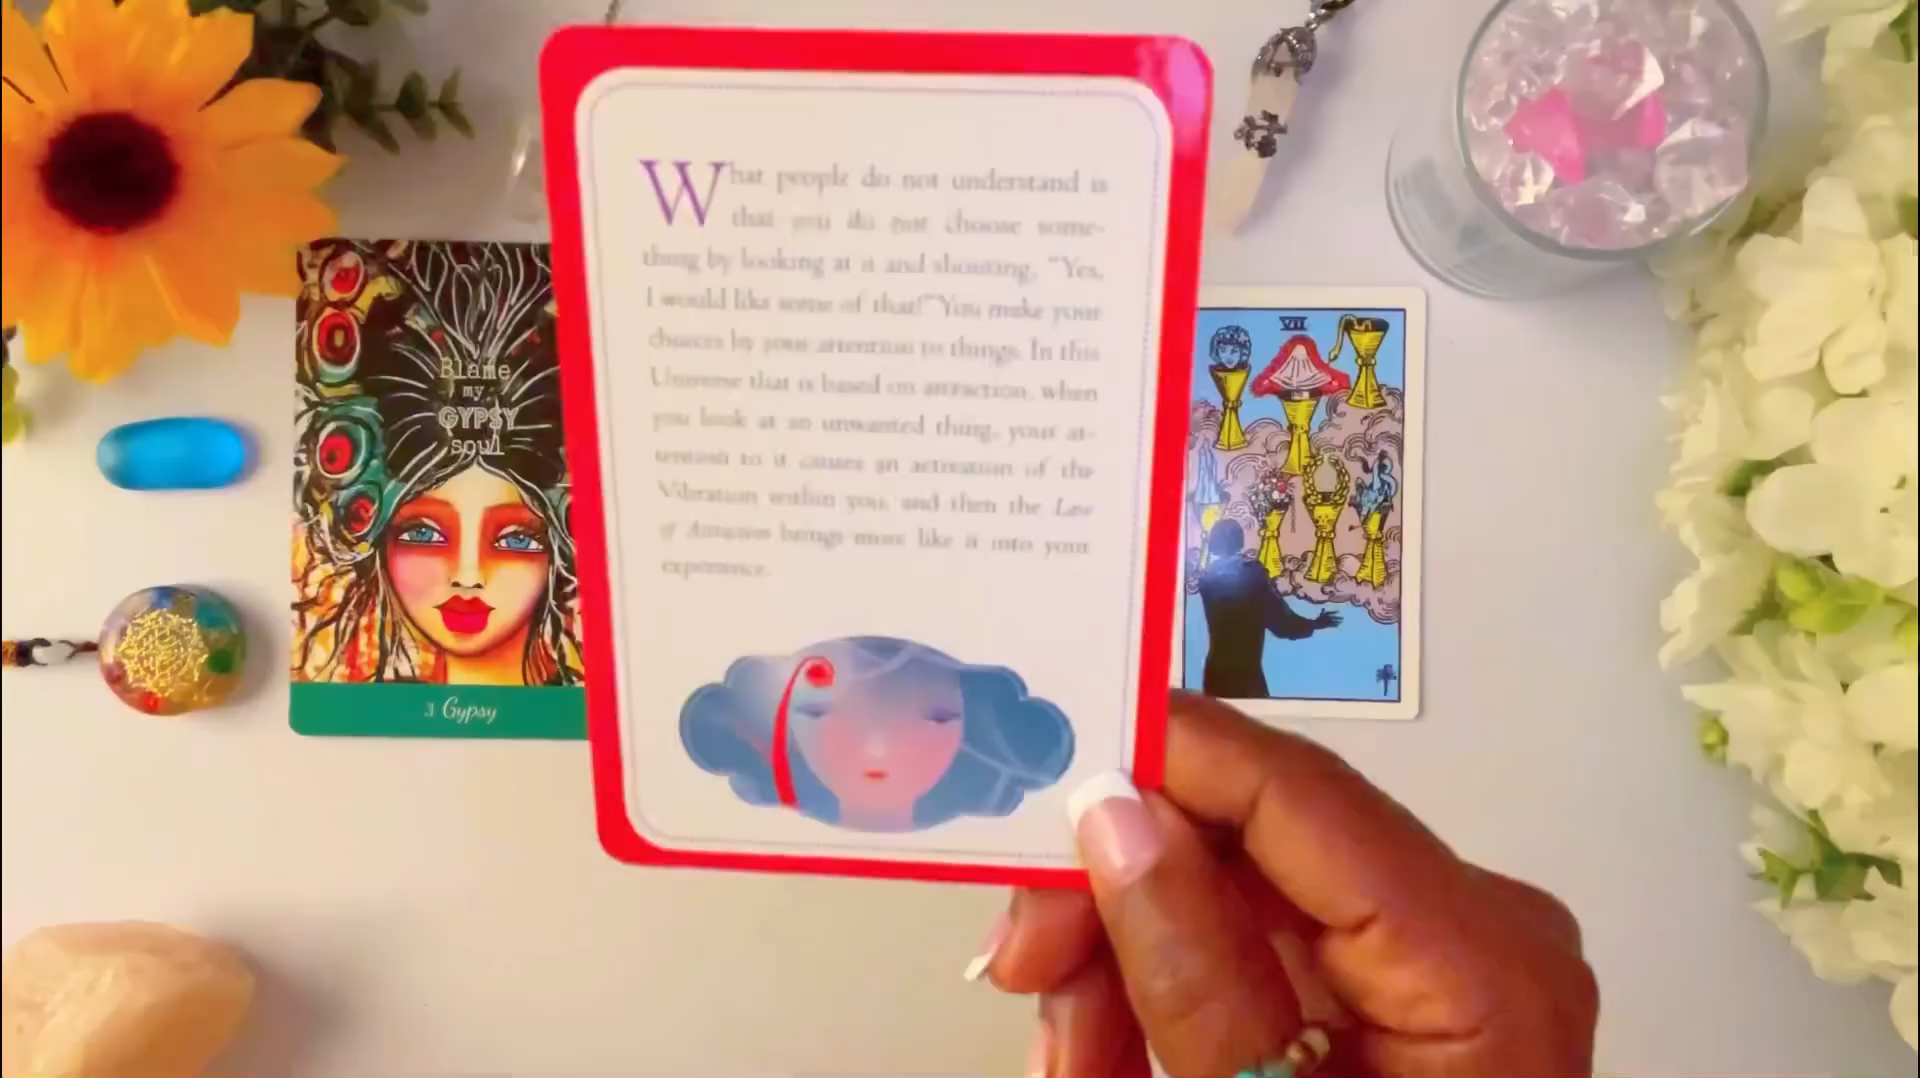 What people do not understand is
that you do not choose some-
thing by looking at it and shouting, "Yes,
I would like some of that!" You make your
choices by your attention to things. In this
Universe that is based on attraction, when
you look at an unwanted thing, your at-
tention to it causes an activation of the
Vibration within you, and then the Law
of Attraction brings more like it into your
experience.
Blame
my
GYPSY
soul
3 Gypsy
VII